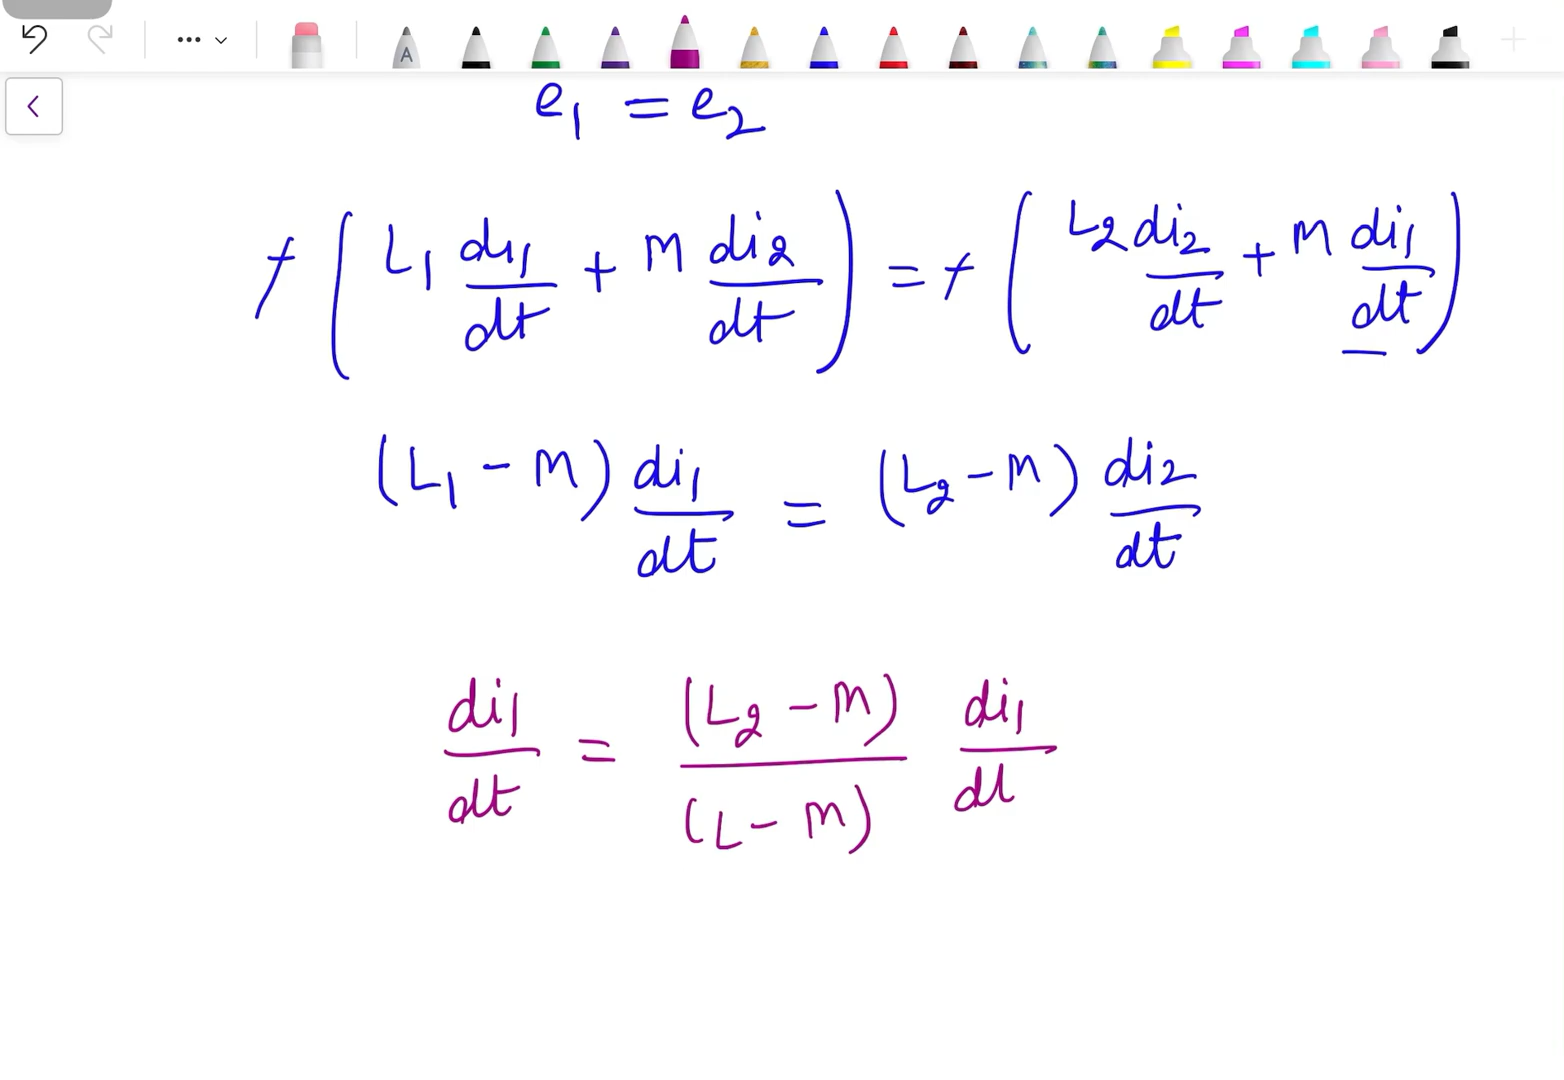 e₁ = e₂
⨍ ( L₁ di₁/dt + M di₂/dt ) = ⨍ ( L₂ di₂/dt + M di₁/dt )
(L₁ - M) di₁/dt = (L₂ - M) di₂/dt
di₁/dt = (L₂ - M)/(L - M) di₁/dt